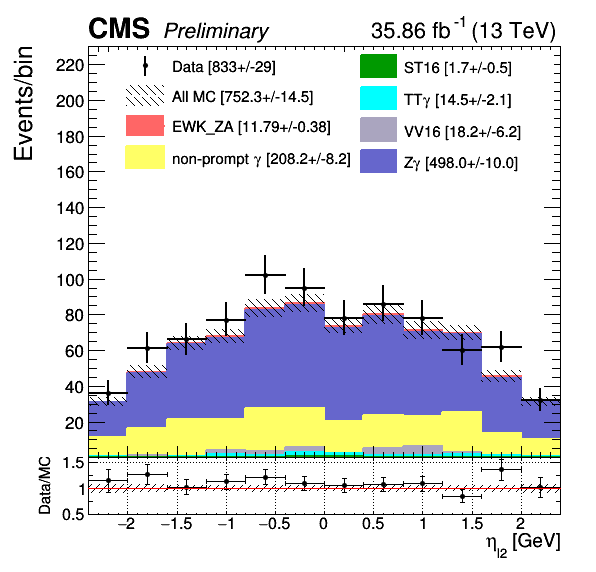 CMS Preliminary 35.86 fb⁻¹ (13 TeV)
Events/bin
220
200
180
160
140
120
100
80
60
40
20
Data [833+/-29]
All MC [752.3+/-14.5]
EWK_ZA [11.79+/-0.38]
non-prompt γ [208.2+/-8.2]
ST16 [1.7+/-0.5]
TTγ [14.5+/-2.1]
VV16 [18.2+/-6.2]
Zγ [498.0+/-10.0]
Data/MC
1.5
1
0.5
−2 −1.5 −1 −0.5 0 0.5 1 1.5 2
η_l2 [GeV]